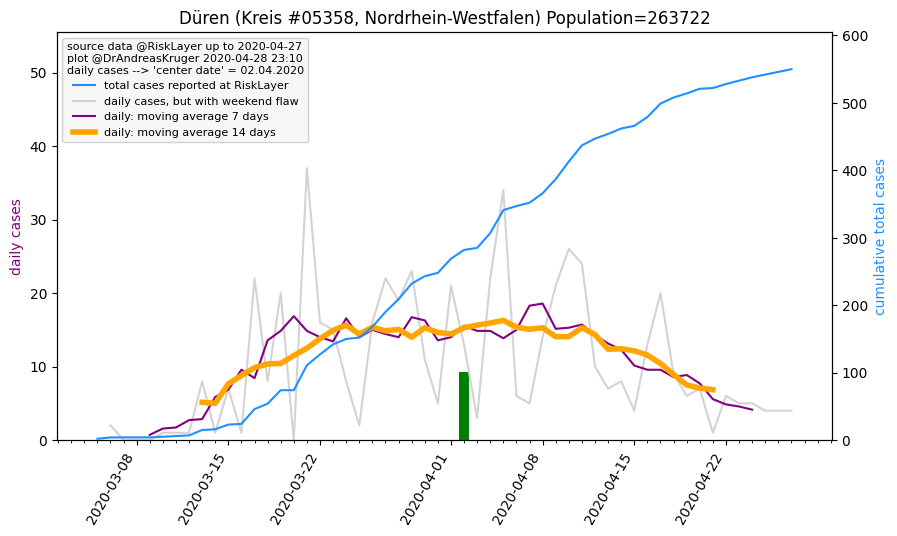 Düren (Kreis #05358, Nordrhein-Westfalen) Population=263722
source data @RiskLayer up to 2020-04-27
plot @DrAndreasKruger 2020-04-28 23:10
daily cases --> 'center date' = 02.04.2020
total cases reported at RiskLayer
daily cases, but with weekend flaw
daily: moving average 7 days
daily: moving average 14 days
daily cases
50
40
30
20
10
0
600
500
400
300
200
100
0
cumulative total cases
2020-03-08
2020-03-15
2020-03-22
2020-04-01
2020-04-08
2020-04-15
2020-04-22